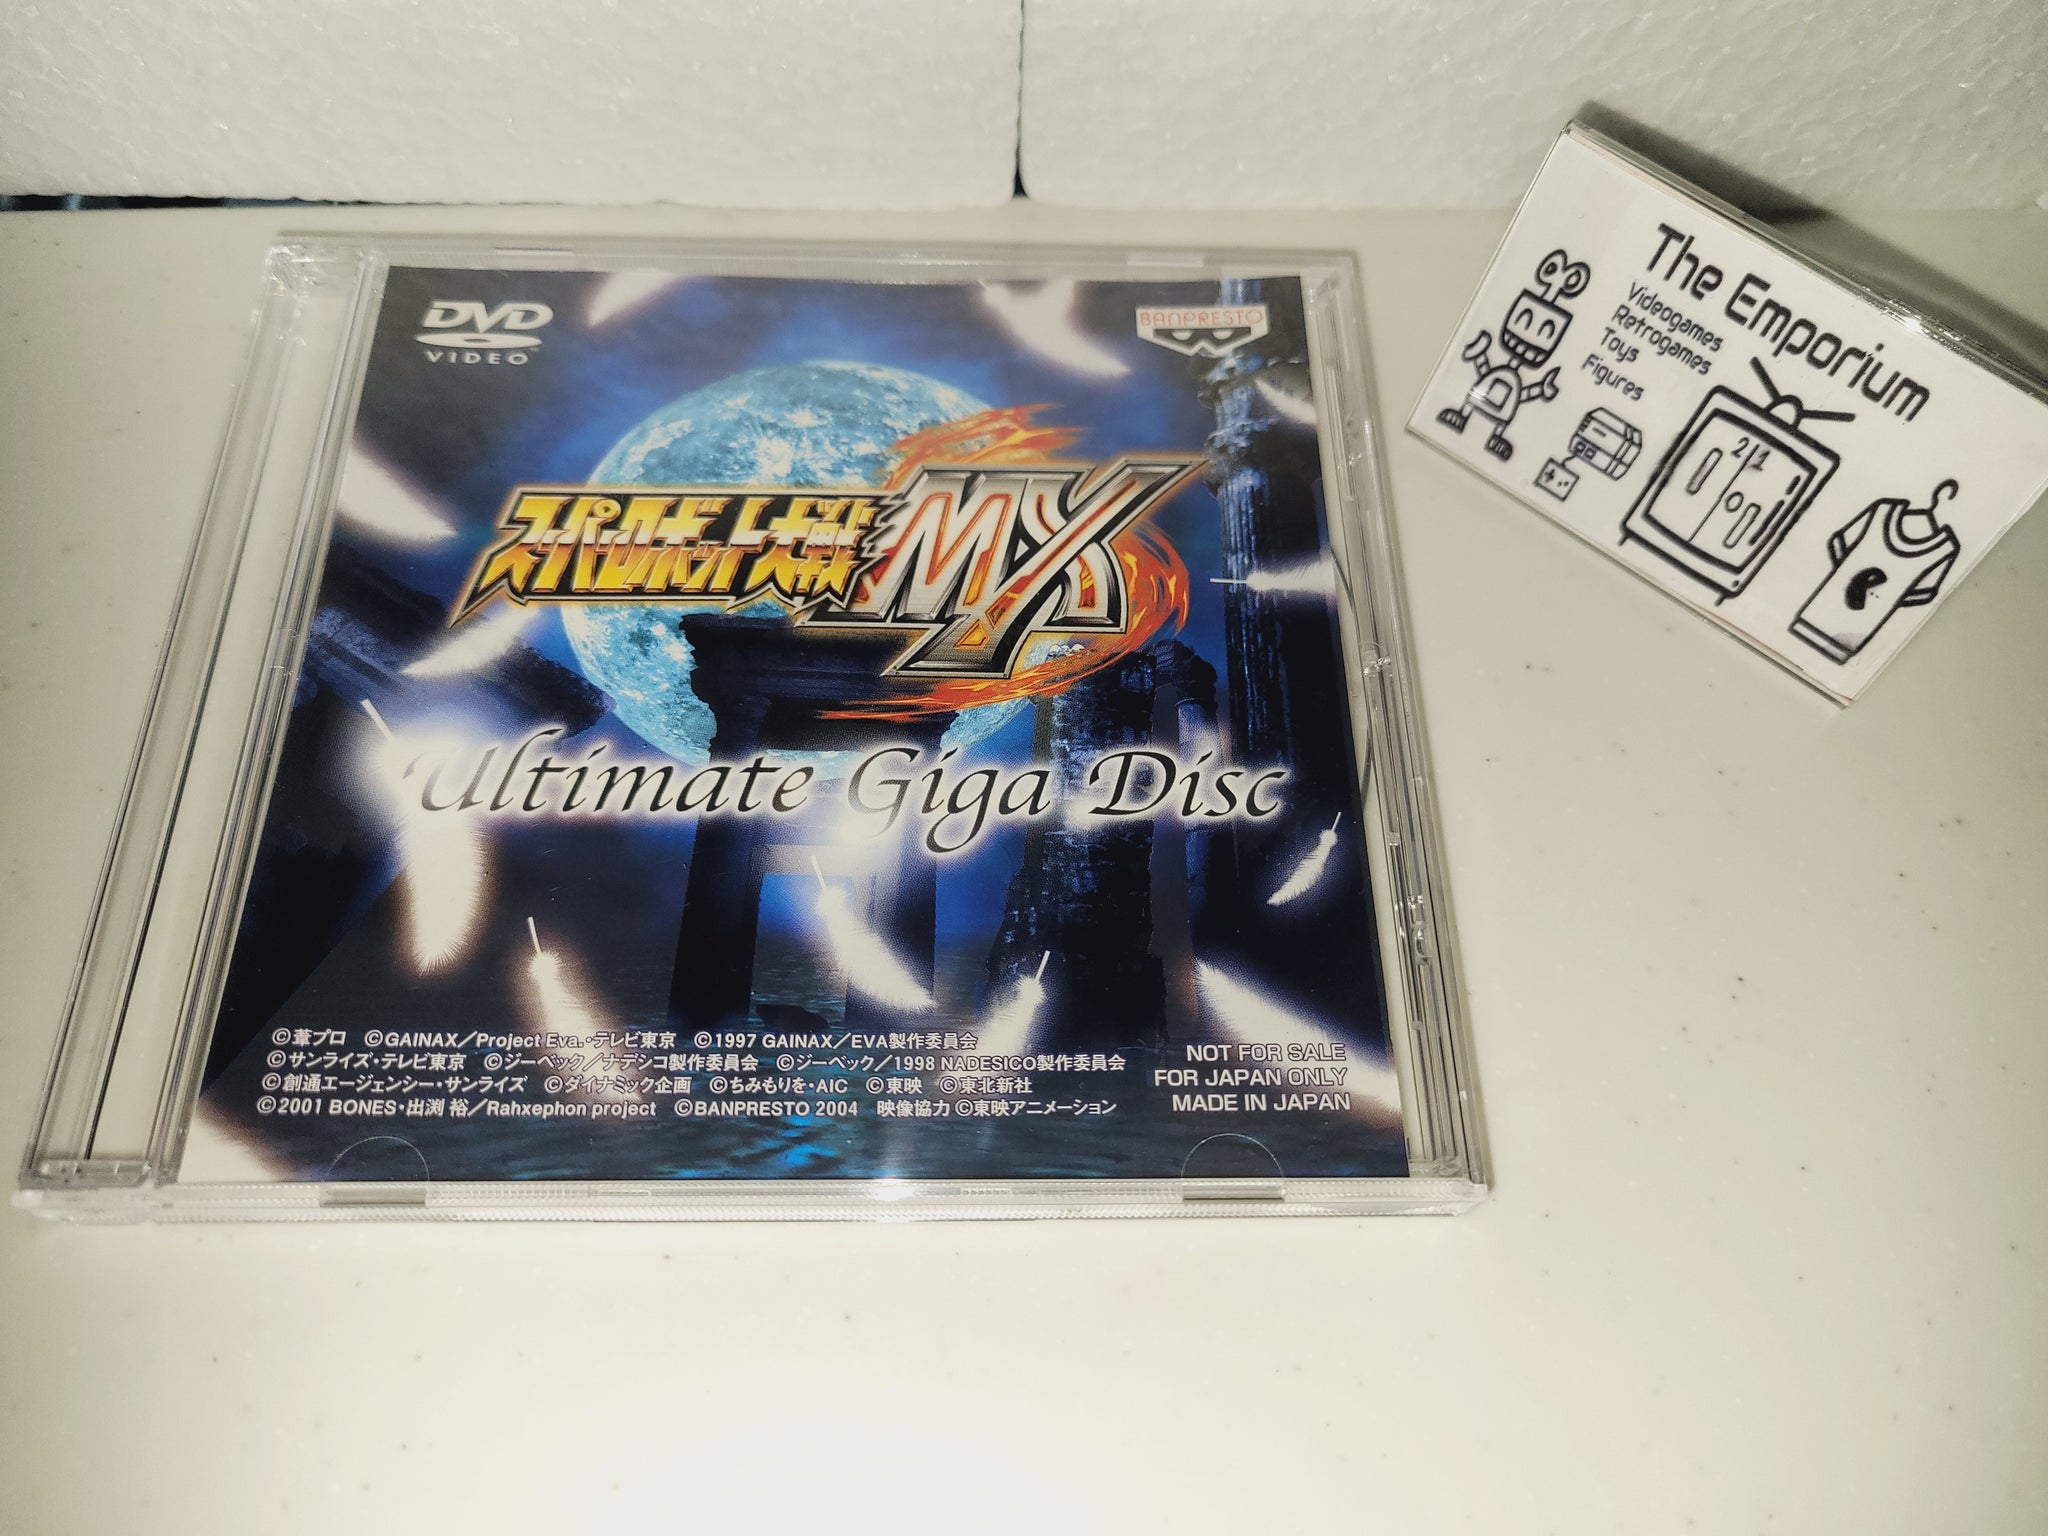 DVD
VIDEO™
BANPRESTO
スーパーロボット大戦MX
Ultimate Giga Disc
©葦プロ ©GAINAX／Project Eva.・テレビ東京 ©1997 GAINAX／EVA製作委員会
©サンライズ・テレビ東京 ©ジーベック／ナデシコ製作委員会 ©ジーベック／1998 NADESICO製作委員会
©創通エージェンシー・サンライズ ©ダイナミック企画 ©ちみもりを・AIC ©東映 ©東北新社
©2001 BONES・出渕 裕／Rahxephon project ©BANPRESTO 2004 映像協力 ©東映アニメーション
NOT FOR SALE
FOR JAPAN ONLY
MADE IN JAPAN
The Emporium
Videogames
Retrogames
Toys
Figures
21